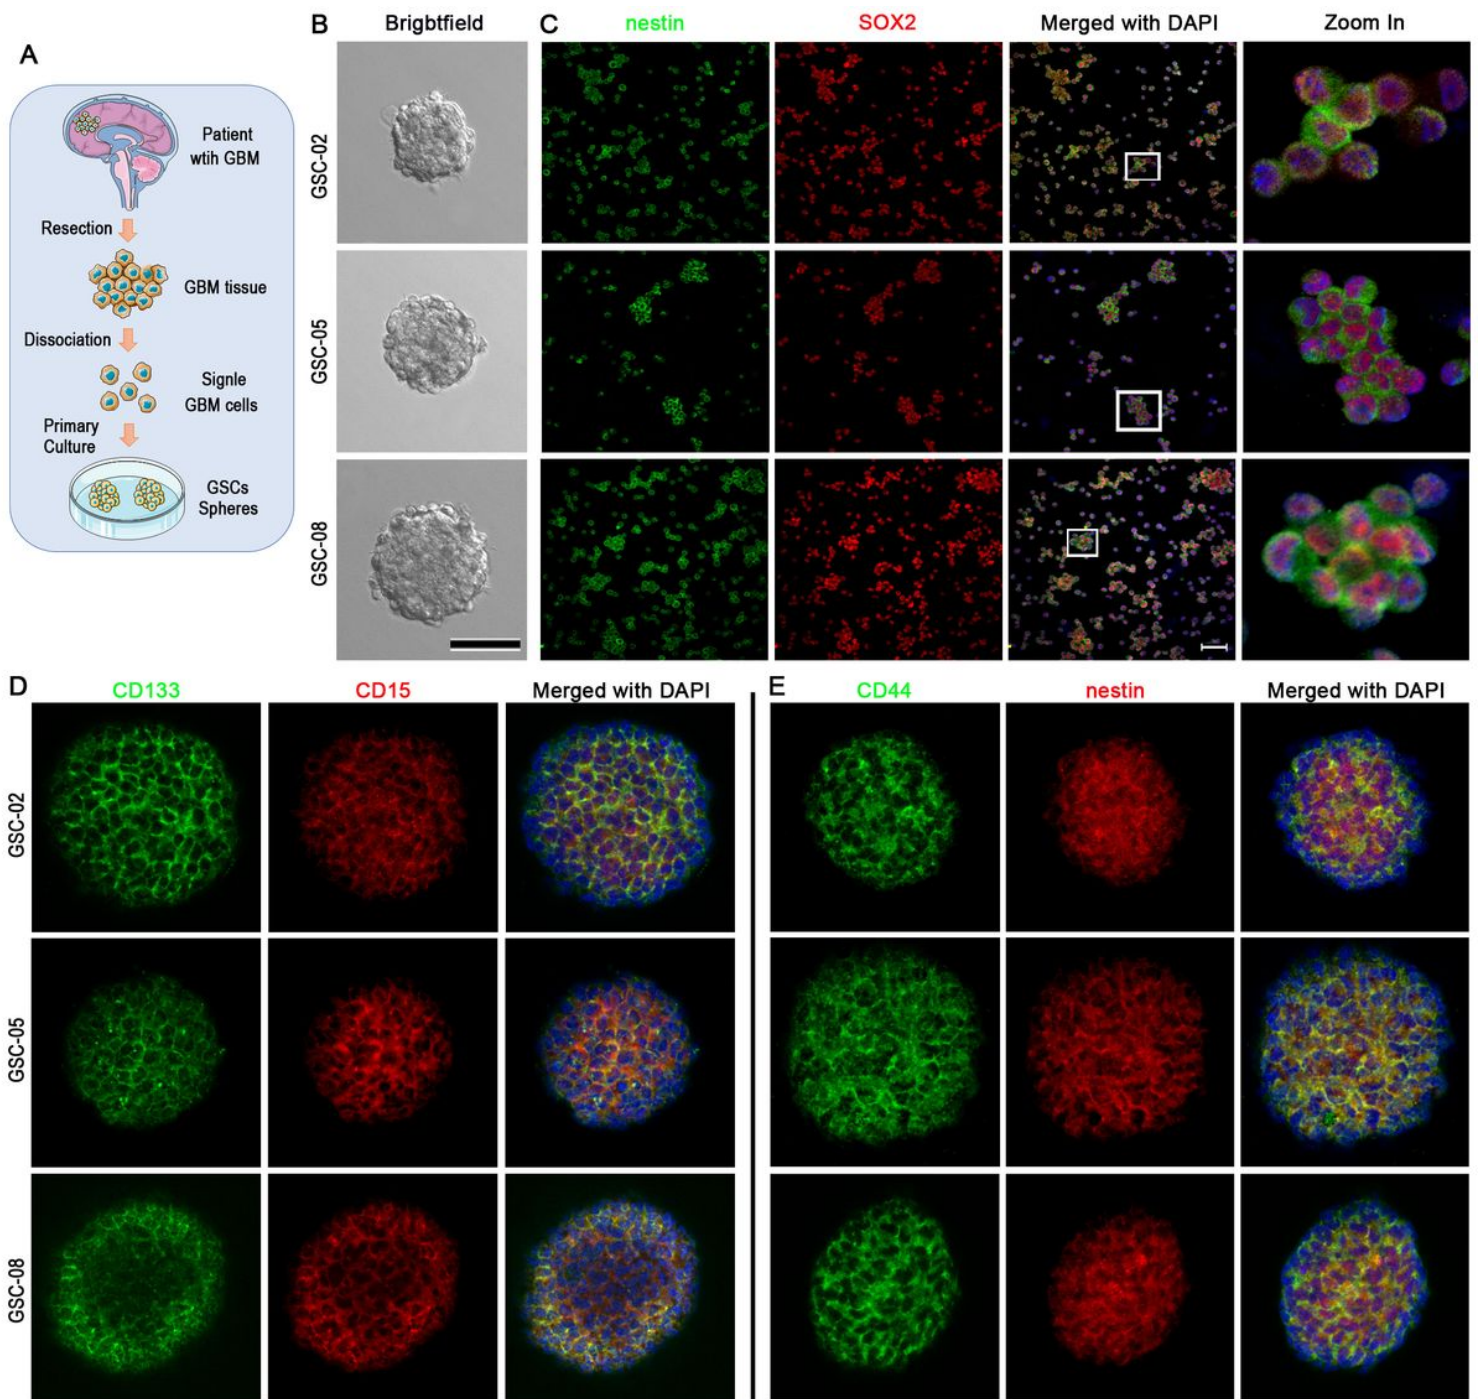 A
Patient
wtih GBM
Resection
GBM tissue
Dissociation
Signle
GBM cells
Primary
Culture
GSCs
Spheres
B
Brigbtfield
GSC-02
GSC-05
GSC-08
C
nestin
SOX2
Merged with DAPI
Zoom In
D
CD133
CD15
Merged with DAPI
GSC-02
GSC-05
GSC-08
E
CD44
nestin
Merged with DAPI